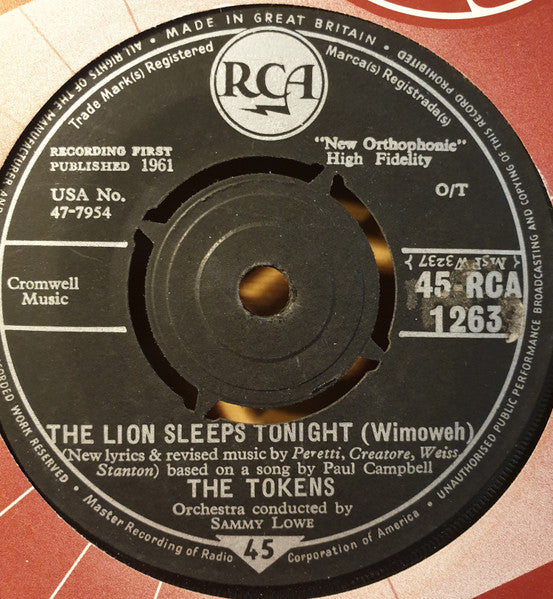 MADE IN GREAT BRITAIN • ALL RIGHTS OF THE MANUFACTURER AND
ORDED WORK RESERVED •
UNAUTHORISED PUBLIC PERFORMANCE BROADCASTING AND COPYING OF THIS RECORD PROHIBITED
RCA
Trade Mark(s) Registered
Marca(s) Registrada(s)
RECORDING FIRST
PUBLISHED 1961
"New Orthophonic"
High Fidelity
USA No.
47-7954
O/T
Cromwell
Music
45-RCA
1263
THE LION SLEEPS TONIGHT (Wimoweh)
(New lyrics & revised music by Peretti, Creatore, Weiss,
Stanton) based on a song by Paul Campbell
THE TOKENS
Orchestra conducted by
SAMMY LOWE
Master Recording of Radio
45
Corporation of America •